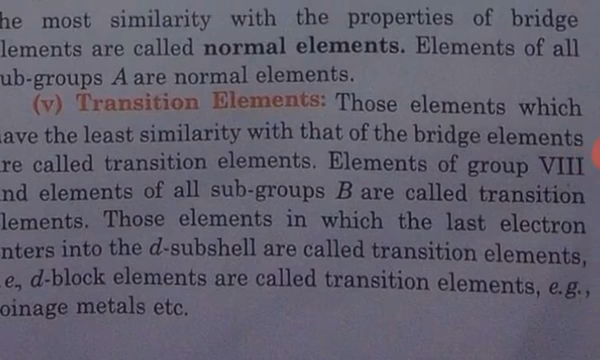 he most similarity with the properties of bridge
lements are called normal elements. Elements of all
ub-groups A are normal elements.
(v) Transition Elements: Those elements which
ave the least similarity with that of the bridge elements
re called transition elements. Elements of group VIII
nd elements of all sub-groups B are called transition
lements. Those elements in which the last electron
nters into the d-subshell are called transition elements,
e., d-block elements are called transition elements, e.g.,
oinage metals etc.